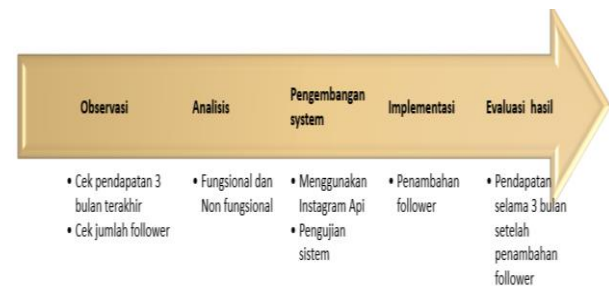 Observasi
Analisis
Pengembangan
system
Implementasi
Evaluasi hasil
• Cek pendapatan 3
bulan terakhir
• Cek jumlah follower
• Fungsional dan
Non fungsional
• Menggunakan
Instagram Api
• Pengujian
sistem
• Penambahan
follower
• Pendapatan
selama 3 bulan
setelah
penambahan
follower